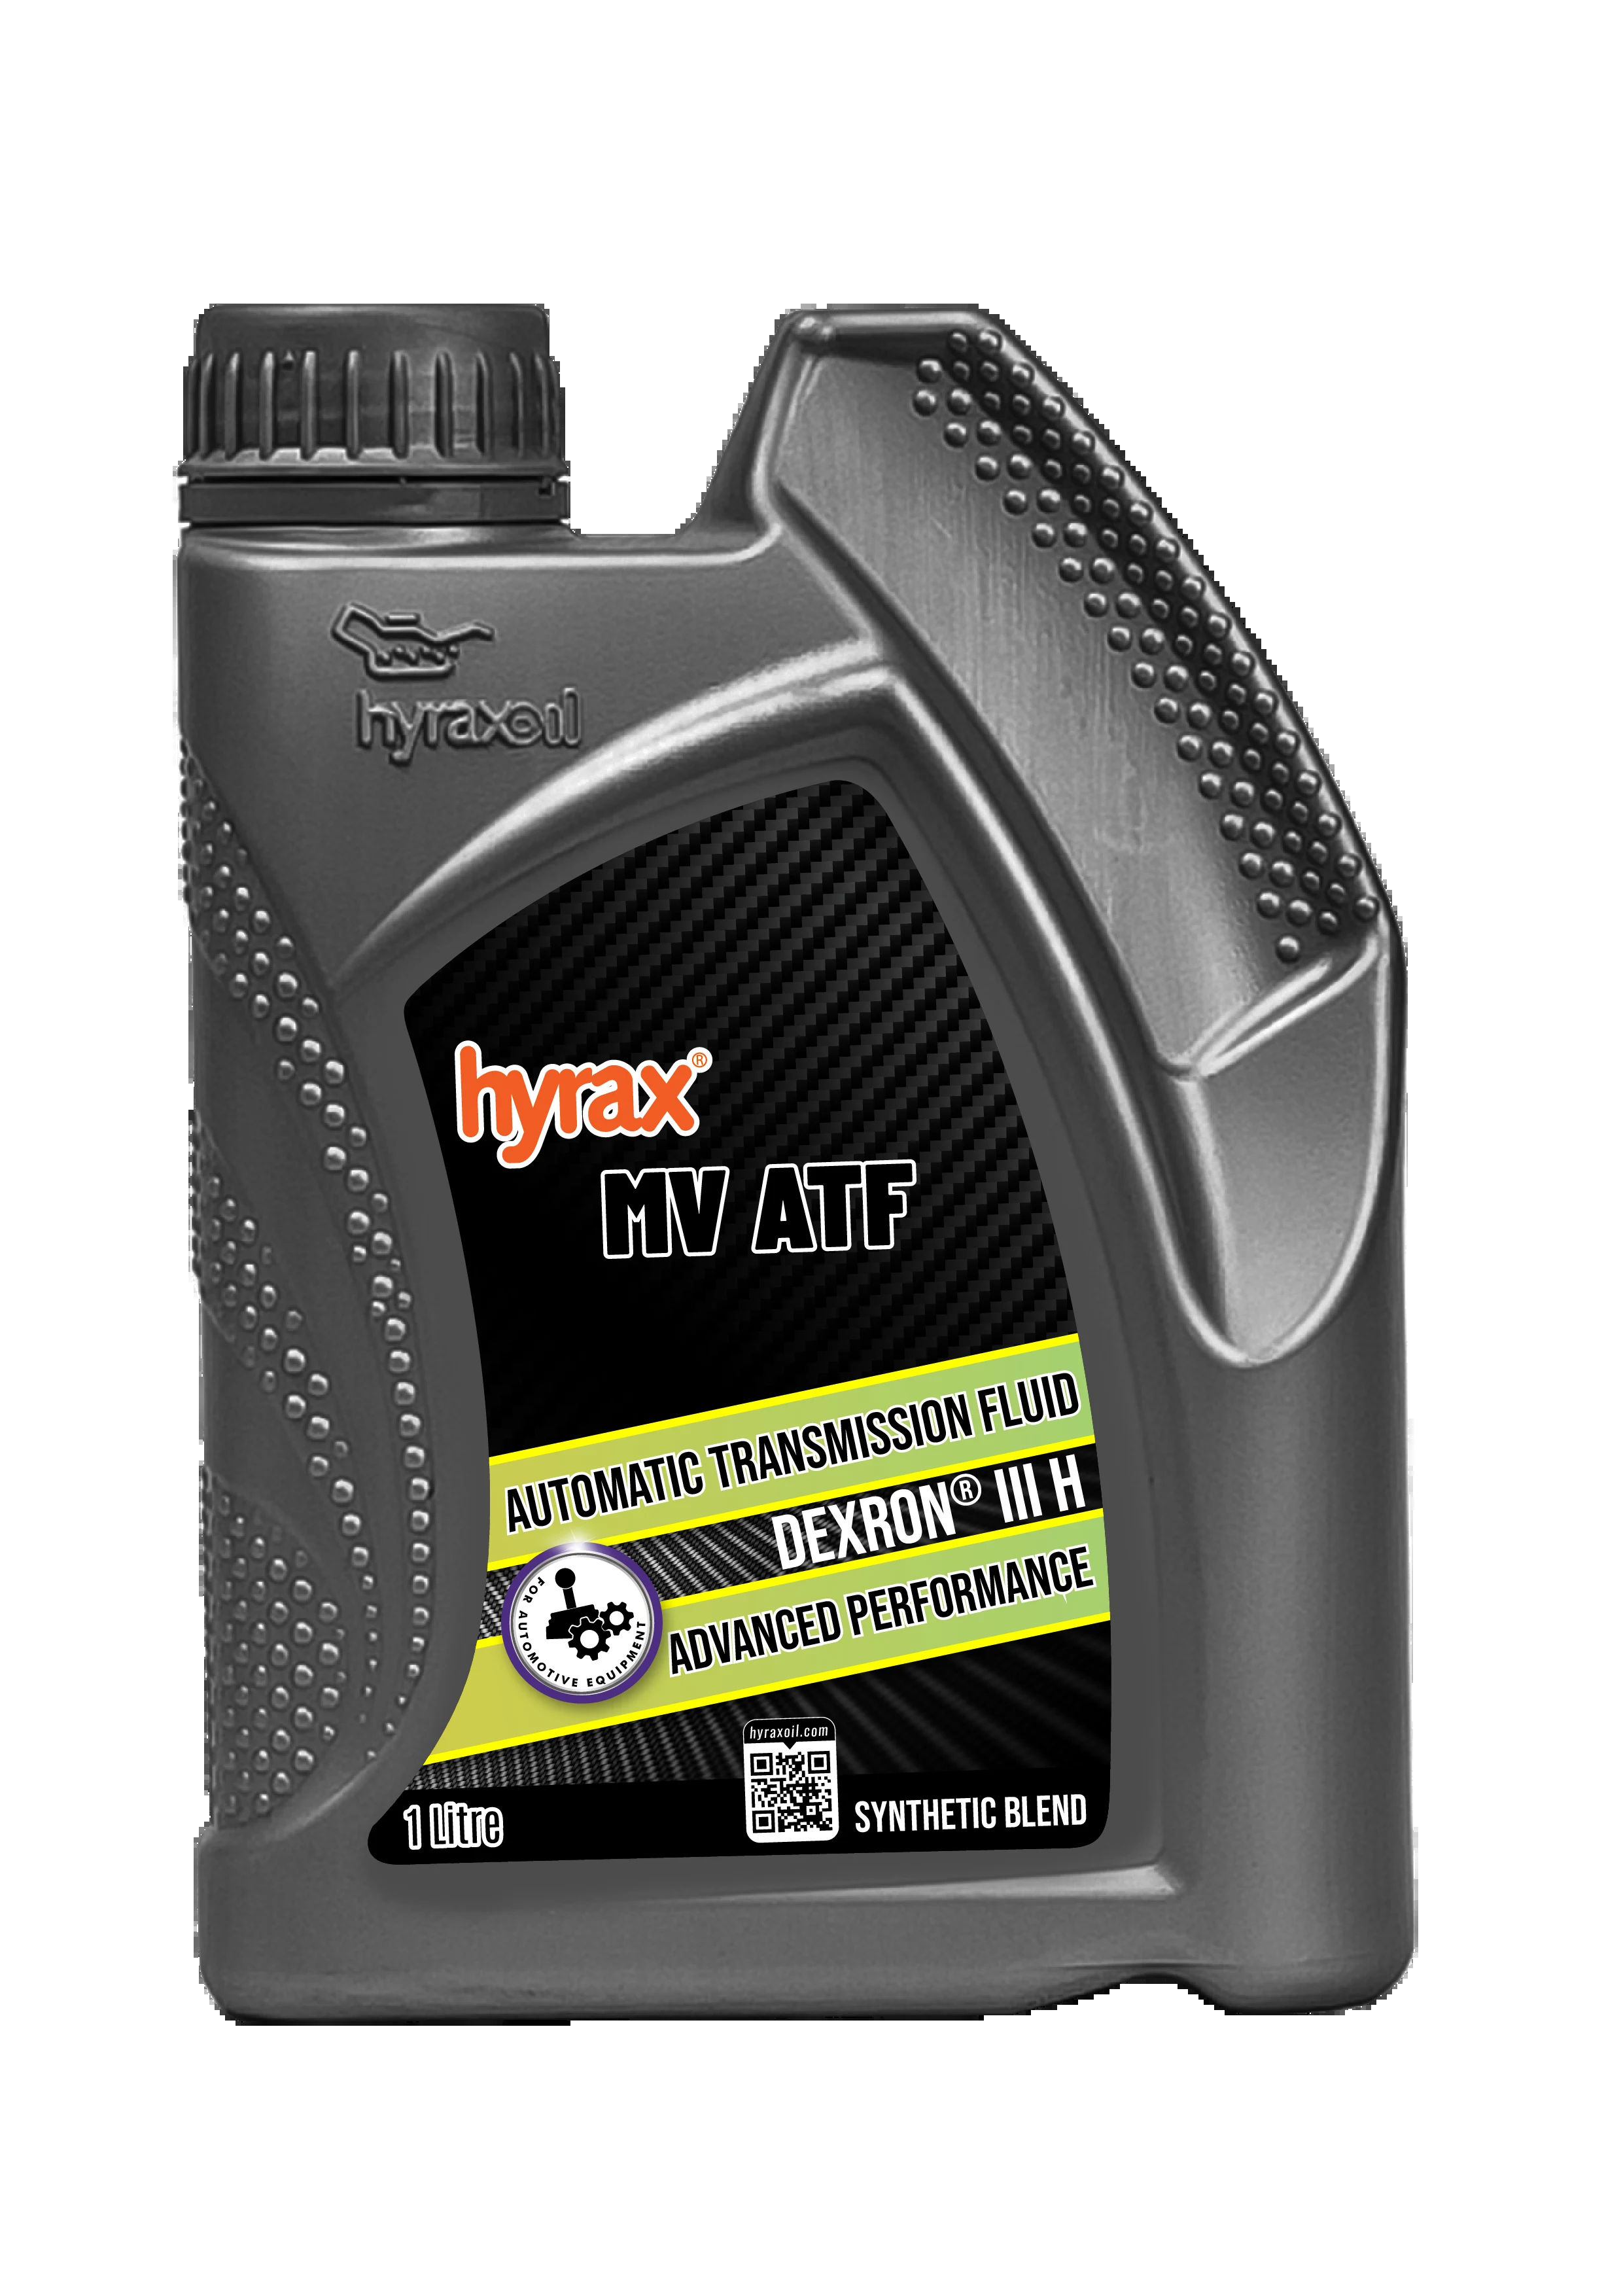 hyraxoil
hyrax®
MV ATF
AUTOMATIC TRANSMISSION FLUID
DEXRON® III H
FOR AUTOMOTIVE EQUIPMENT
ADVANCED PERFORMANCE
hyraxoil.com
1 Litre
SYNTHETIC BLEND